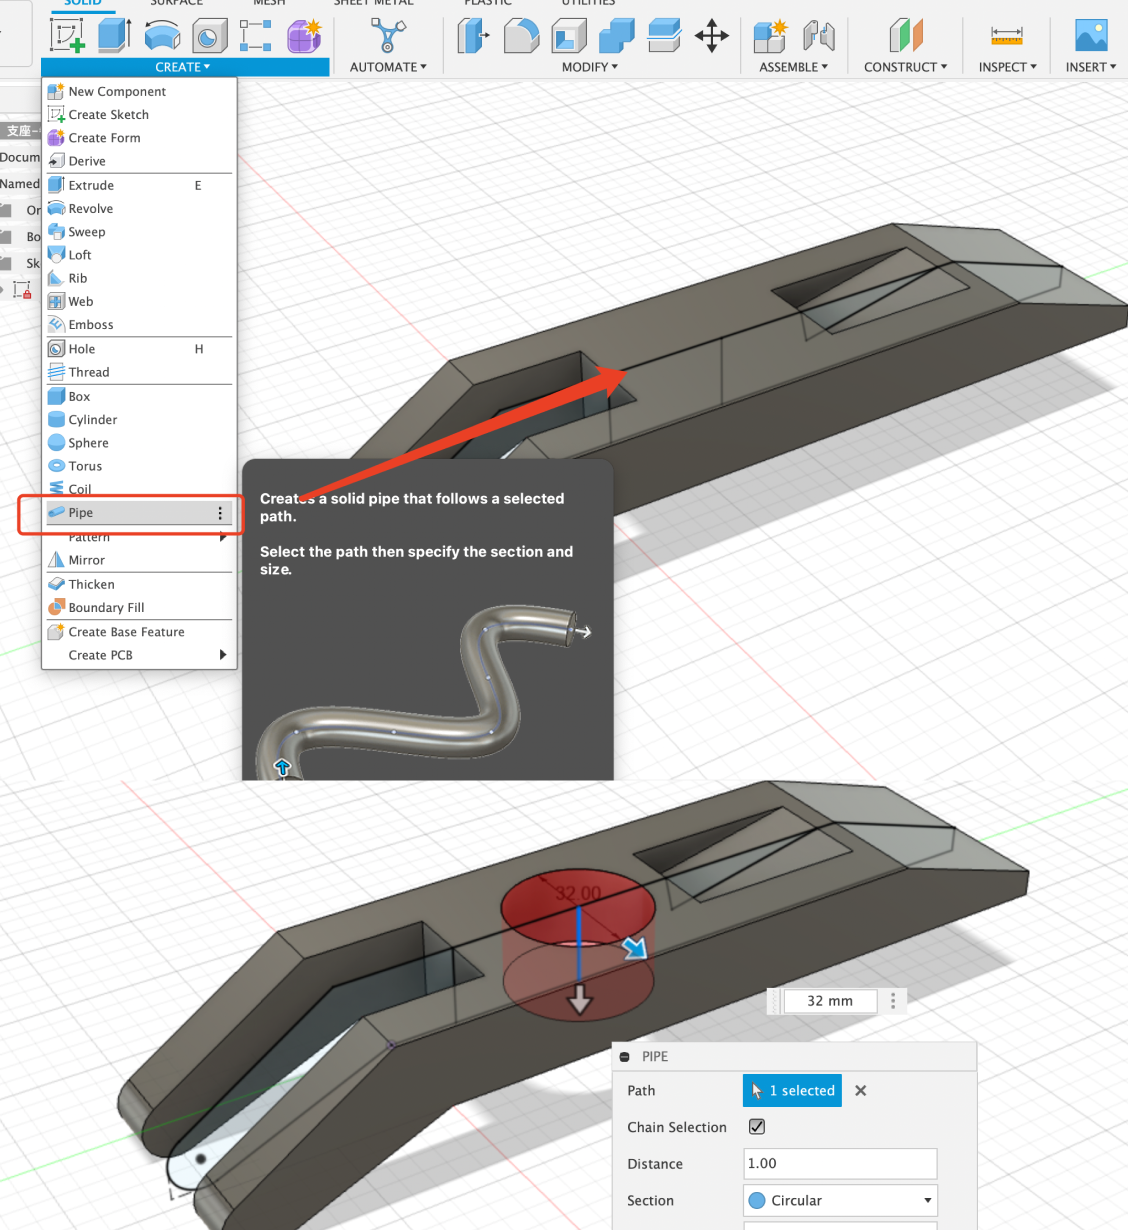 SOLID
SURFACE
MESH
SHEET METAL
PLASTIC
UTILITIES
CREATE
AUTOMATE
MODIFY
ASSEMBLE
CONSTRUCT
INSPECT
INSERT
New Component
Create Sketch
支座-
Create Form
Docum
Derive
Named
Extrude E
Or
Revolve
Bo
Sweep
Sk
Loft
Rib
Web
Emboss
Hole H
Thread
Box
Cylinder
Sphere
Torus
Coil
Pipe
Pattern
Mirror
Thicken
Boundary Fill
Create Base Feature
Create PCB
Creates a solid pipe that follows a selected
path.
Select the path then specify the section and
size.
32.00
32 mm
PIPE
Path 1 selected
Chain Selection
Distance 1.00
Section Circular